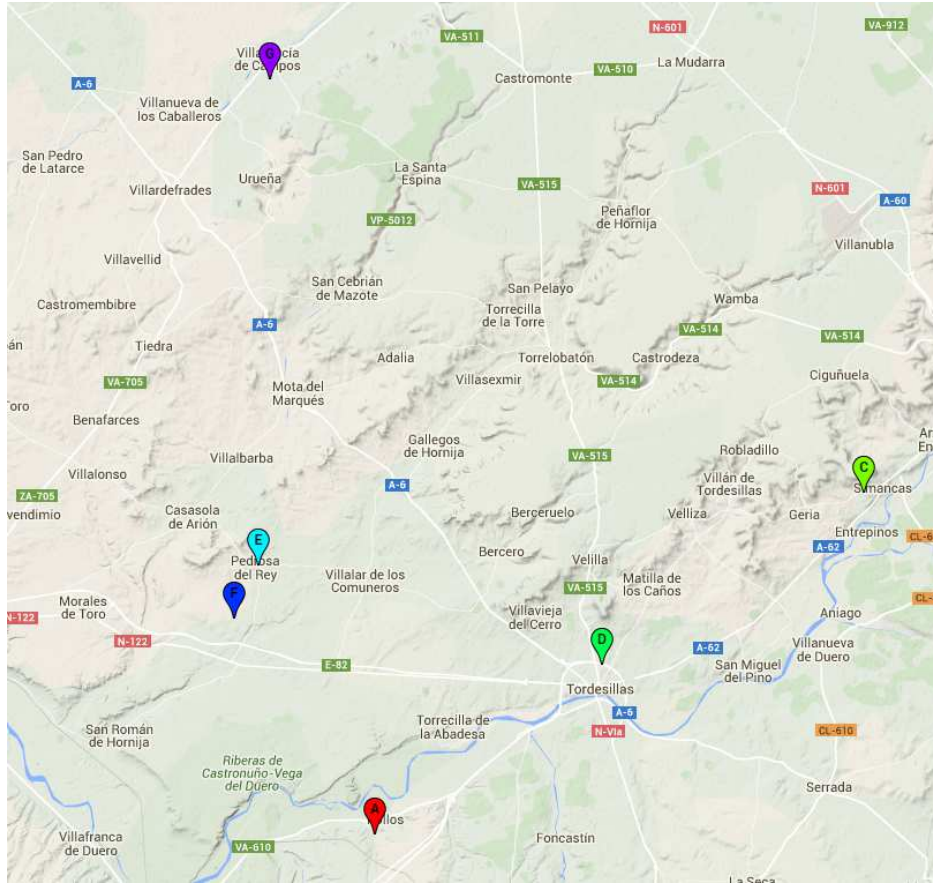 G
Villa
cía
de Campos
VA-511
N-601
VA-912
La Mudarra
A-6
Castromonte
VA-510
Villanueva de
los Caballeros
San Pedro
de Latarce
La Santa
Espina
Urueña
Villardefrades
VA-515
N-601
A-60
VP-5012
Peñaflor
de Hornija
Villanubla
Villavellid
San Cebrián
de Mazote
San Pelayo
Castromembibre
Wamba
Torrecilla
de la Torre
A-6
VA-514
VA-514
Tiedra
Adalia
Torrelobatón
Castrodeza
VA-705
Villasexmir
VA-514
Ciguñuela
Mota del
Marqués
Toro
Benafarces
Gallegos
de Hornija
Robladillo
Villalbarba
VA-515
C
Villalonso
A-6
Villán de
Tordesillas
Simancas
ZA-705
Casasola
de Arión
Berceruelo
Velliza
Geria
vendimio
Entrepinos
E
Bercero
Velilla
A-62
CL-6
Pedrosa
del Rey
Villalar de los
Comuneros
Matilla de
los Caños
VA-515
F
Morales
de Toro
Villavieja
del Cerro
Aniago
CL-
N-122
N-122
D
A-62
Villanueva
de Duero
E-82
San Miguel
del Pino
Tordesillas
San Román
de Hornija
Torrecilla de
la Abadesa
A-6
N-VIa
CL-610
Riberas de
Castronuño-Vega
del Duero
Serrada
A
llos
Villafranca
de Duero
VA-610
Foncastín
La Seca